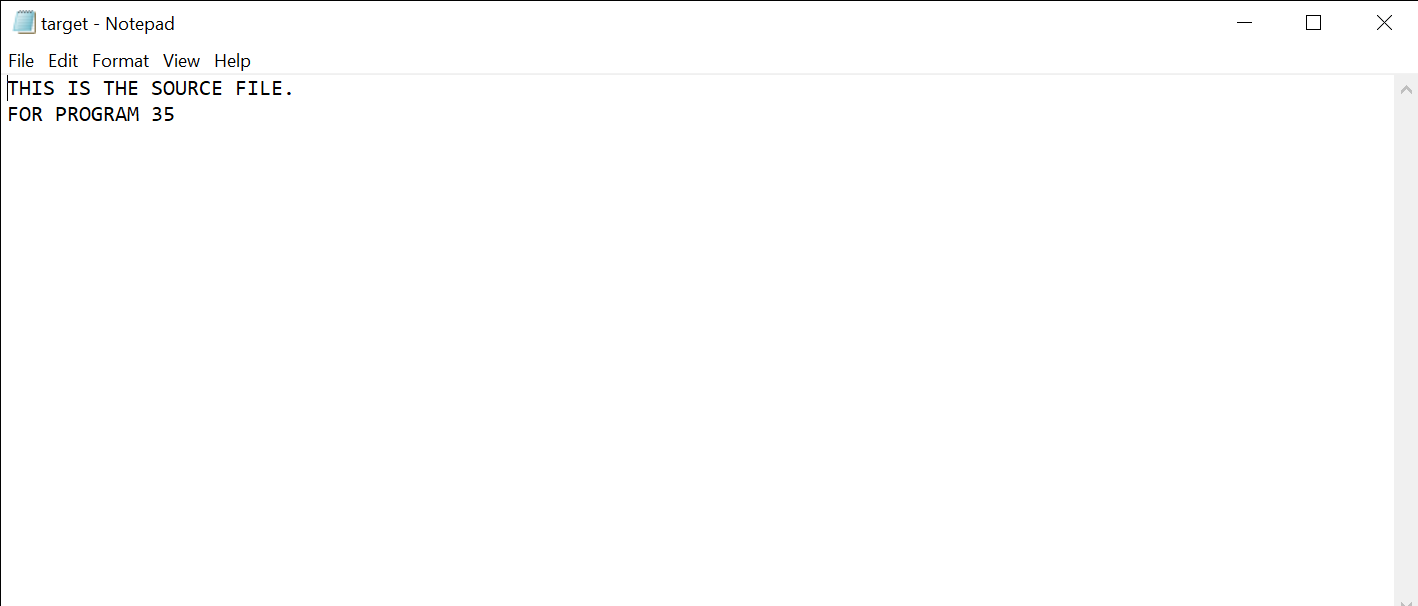 target - Notepad
File Edit Format View Help
THIS IS THE SOURCE FILE.
FOR PROGRAM 35